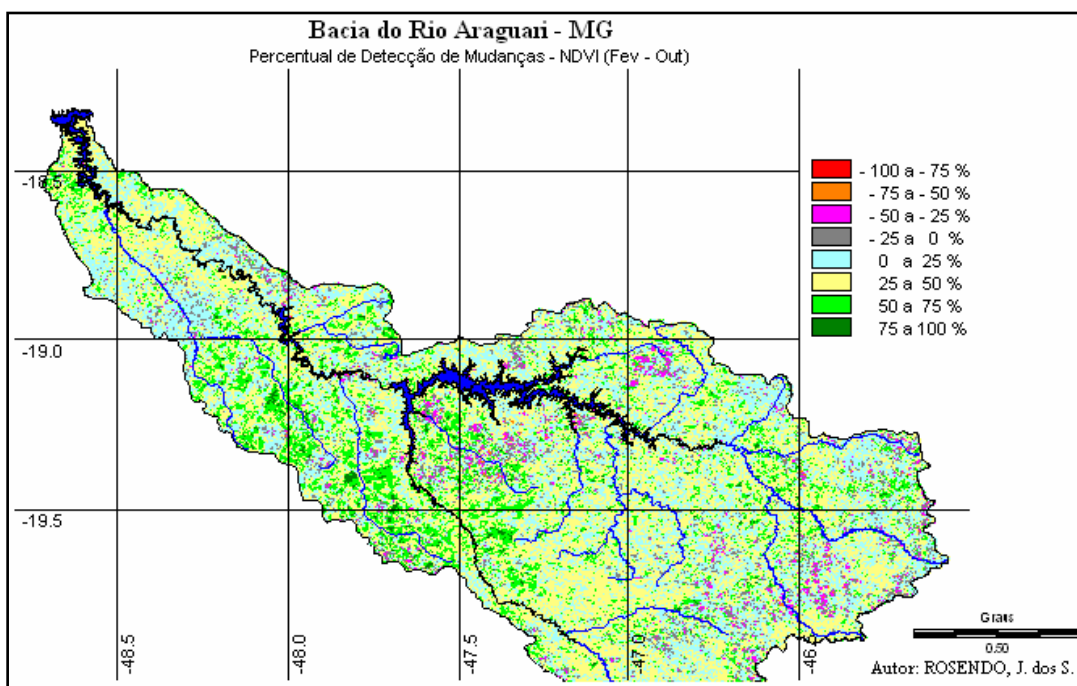 Bacia do Rio Araguari - MG
Percentual de Detecção de Mudanças - NDVI (Fev - Out)
- 100 a - 75 %
- 75 a - 50 %
- 50 a - 25 %
- 25 a 0 %
0 a 25 %
25 a 50 %
50 a 75 %
75 a 100 %
-18.5
-19.0
-19.5
-48.5
-48.0
-47.5
-47.0
-46.
Graus
0.50
Autor: ROSENDO, J. dos S.